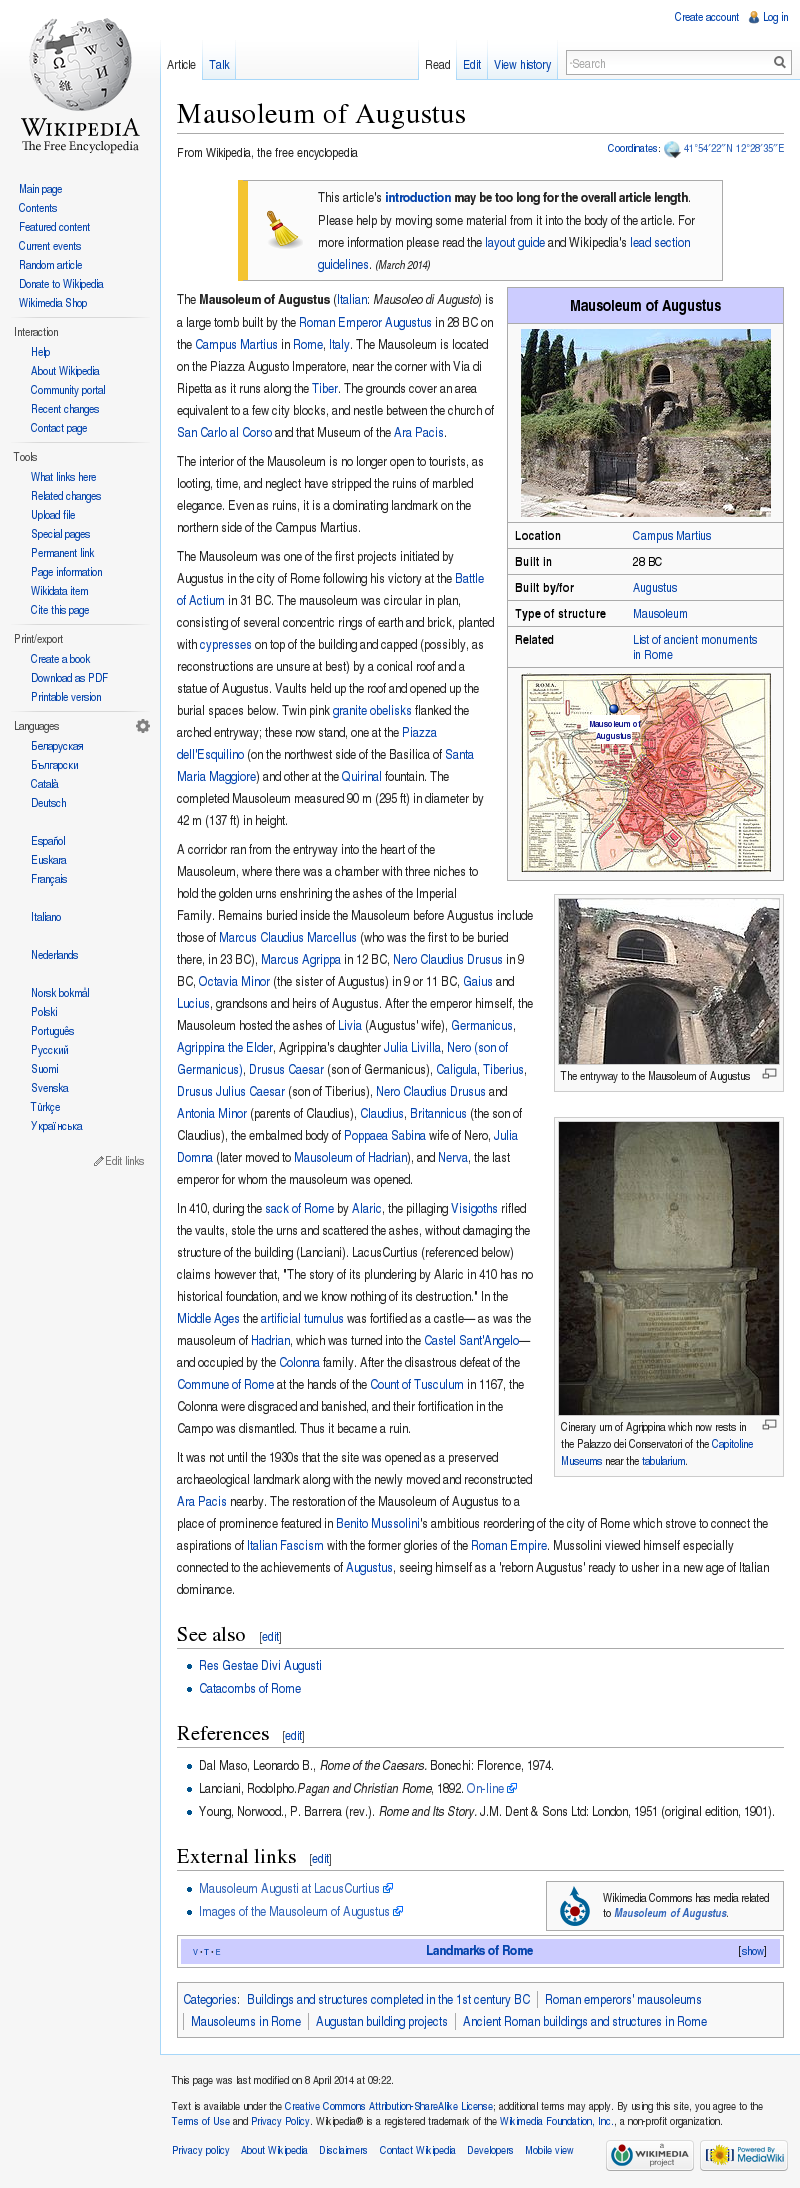 Create account Log in
Article Talk Read Edit View history Search
WIKIPEDIA
The Free Encyclopedia
Main page
Contents
Featured content
Current events
Random article
Donate to Wikipedia
Wikimedia Shop
Interaction
Help
About Wikipedia
Community portal
Recent changes
Contact page
Tools
What links here
Related changes
Upload file
Special pages
Permanent link
Page information
Wikidata item
Cite this page
Print/export
Create a book
Download as PDF
Printable version
Languages
Беларуская
Български
Català
Deutsch
Español
Euskara
Français
Italiano
Nederlands
Norsk bokmål
Polski
Português
Русский
Suomi
Svenska
Türkçe
Українська
Edit links
Mausoleum of Augustus
From Wikipedia, the free encyclopedia
Coordinates: 41°54′22″N 12°28′35″E
This article's introduction may be too long for the overall article length.
Please help by moving some material from it into the body of the article. For
more information please read the layout guide and Wikipedia's lead section
guidelines. (March 2014)
The Mausoleum of Augustus (Italian: Mausoleo di Augusto) is
a large tomb built by the Roman Emperor Augustus in 28 BC on
the Campus Martius in Rome, Italy. The Mausoleum is located
on the Piazza Augusto Imperatore, near the corner with Via di
Ripetta as it runs along the Tiber. The grounds cover an area
equivalent to a few city blocks, and nestle between the church of
San Carlo al Corso and that Museum of the Ara Pacis.
The interior of the Mausoleum is no longer open to tourists, as
looting, time, and neglect have stripped the ruins of marbled
elegance. Even as ruins, it is a dominating landmark on the
northern side of the Campus Martius.
The Mausoleum was one of the first projects initiated by
Augustus in the city of Rome following his victory at the Battle
of Actium in 31 BC. The mausoleum was circular in plan,
consisting of several concentric rings of earth and brick, planted
with cypresses on top of the building and capped (possibly, as
reconstructions are unsure at best) by a conical roof and a
statue of Augustus. Vaults held up the roof and opened up the
burial spaces below. Twin pink granite obelisks flanked the
arched entryway; these now stand, one at the Piazza
dell'Esquilino (on the northwest side of the Basilica of Santa
Maria Maggiore) and other at the Quirinal fountain. The
completed Mausoleum measured 90 m (295 ft) in diameter by
42 m (137 ft) in height.
A corridor ran from the entryway into the heart of the
Mausoleum, where there was a chamber with three niches to
hold the golden urns enshrining the ashes of the Imperial
Family. Remains buried inside the Mausoleum before Augustus include
those of Marcus Claudius Marcellus (who was the first to be buried
there, in 23 BC), Marcus Agrippa in 12 BC, Nero Claudius Drusus in 9
BC, Octavia Minor (the sister of Augustus) in 9 or 11 BC, Gaius and
Lucius, grandsons and heirs of Augustus. After the emperor himself, the
Mausoleum hosted the ashes of Livia (Augustus' wife), Germanicus,
Agrippina the Elder, Agrippina's daughter Julia Livilla, Nero (son of
Germanicus), Drusus Caesar (son of Germanicus), Caligula, Tiberius,
Drusus Julius Caesar (son of Tiberius), Nero Claudius Drusus and
Antonia Minor (parents of Claudius), Claudius, Britannicus (the son of
Claudius), the embalmed body of Poppaea Sabina wife of Nero, Julia
Domna (later moved to Mausoleum of Hadrian), and Nerva, the last
emperor for whom the mausoleum was opened.
In 410, during the sack of Rome by Alaric, the pillaging Visigoths rifled
the vaults, stole the urns and scattered the ashes, without damaging the
structure of the building (Lanciani). LacusCurtius (referenced below)
claims however that, "The story of its plundering by Alaric in 410 has no
historical foundation, and we know nothing of its destruction." In the
Middle Ages the artificial tumulus was fortified as a castle— as was the
mausoleum of Hadrian, which was turned into the Castel Sant'Angelo—
and occupied by the Colonna family. After the disastrous defeat of the
Commune of Rome at the hands of the Count of Tusculum in 1167, the
Colonna were disgraced and banished, and their fortification in the
Campo was dismantled. Thus it became a ruin.
It was not until the 1930s that the site was opened as a preserved
archaeological landmark along with the newly moved and reconstructed
Ara Pacis nearby. The restoration of the Mausoleum of Augustus to a
place of prominence featured in Benito Mussolini's ambitious reordering of the city of Rome which strove to connect the
aspirations of Italian Fascism with the former glories of the Roman Empire. Mussolini viewed himself especially
connected to the achievements of Augustus, seeing himself as a 'reborn Augustus' ready to usher in a new age of Italian
dominance.
Mausoleum of Augustus
Location Campus Martius
Built in 28 BC
Built by/for Augustus
Type of structure Mausoleum
Related List of ancient monuments
in Rome
ROMA.
Mausoleum of
Augustus
The entryway to the Mausoleum of Augustus
Cinerary urn of Agrippina which now rests in
the Palazzo dei Conservatori of the Capitoline
Museums near the tabularium.
See also [edit]
Res Gestae Divi Augusti
Catacombs of Rome
References [edit]
Dal Maso, Leonardo B., Rome of the Caesars. Bonechi: Florence, 1974.
Lanciani, Rodolpho.Pagan and Christian Rome, 1892. On-line
Young, Norwood., P. Barrera (rev.). Rome and Its Story. J.M. Dent & Sons Ltd: London, 1951 (original edition, 1901).
External links [edit]
Mausoleum Augusti at LacusCurtius
Images of the Mausoleum of Augustus
Wikimedia Commons has media related
to Mausoleum of Augustus.
V · T · E Landmarks of Rome [show]
Categories: Buildings and structures completed in the 1st century BC Roman emperors' mausoleums
Mausoleums in Rome Augustan building projects Ancient Roman buildings and structures in Rome
This page was last modified on 8 April 2014 at 09:22.
Text is available under the Creative Commons Attribution-ShareAlike License; additional terms may apply. By using this site, you agree to the
Terms of Use and Privacy Policy. Wikipedia® is a registered trademark of the Wikimedia Foundation, Inc., a non-profit organization.
Privacy policy About Wikipedia Disclaimers Contact Wikipedia Developers Mobile view
a
WIKIMEDIA
project
Powered By
MediaWiki